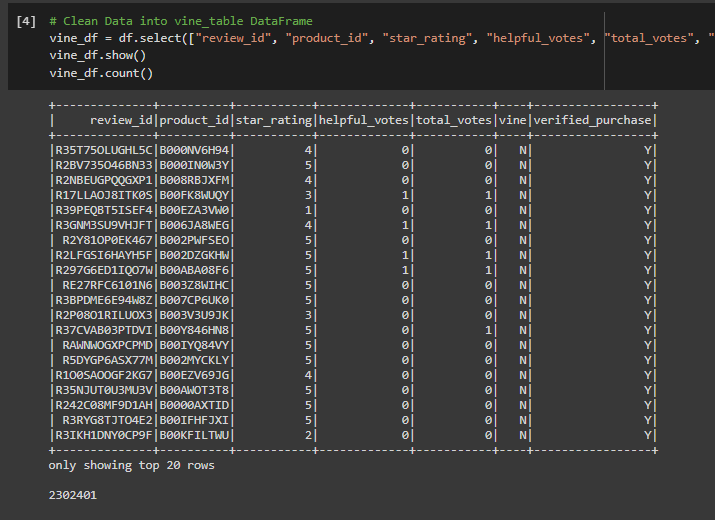 [4] # Clean Data into vine_table DataFrame
vine_df = df.select(["review_id", "product_id", "star_rating", "helpful_votes", "total_votes", "
vine_df.show()
vine_df.count()
+--------------+----------+-----------+-------------+-----------+----+-----------------+
|     review_id|product_id|star_rating|helpful_votes|total_votes|vine|verified_purchase|
+--------------+----------+-----------+-------------+-----------+----+-----------------+
|R35T75OLUGHL5C|B000NV6H94|          4|            0|          0|   N|                Y|
|R2BV735O46BN33|B000IN0W3Y|          5|            0|          0|   N|                Y|
|R2NBEUGPQQGXP1|B008RBJXFM|          4|            0|          0|   N|                Y|
|R17LLAOJ8ITK0S|B00FK8WUQY|          3|            1|          1|   N|                Y|
|R39PEQBT5ISEF4|B00EZA3VW0|          1|            0|          0|   N|                Y|
|R3GNM3SU9VHJFT|B006JA8WEG|          4|            1|          1|   N|                Y|
| R2Y81OP0EK467|B002PWFSEO|          5|            0|          0|   N|                Y|
|R2LFGSI6HAYH5F|B002DZGKHW|          5|            1|          1|   N|                Y|
|R297G6ED1IQO7W|B00ABA08F6|          5|            1|          1|   N|                Y|
| RE27RFC6101N6|B003Z8WIHC|          5|            0|          0|   N|                Y|
|R3BPDME6E94W8Z|B007CP6UK0|          5|            0|          0|   N|                Y|
|R2P08O1RILUOX3|B003V3U9JK|          3|            0|          0|   N|                Y|
|R37CVAB03PTDVI|B00Y846HN8|          5|            0|          1|   N|                Y|
| RAWNWOGXPCPMD|B00IYQ84VY|          5|            0|          0|   N|                Y|
| R5DYGP6ASX77M|B002MYCKLY|          5|            0|          0|   N|                Y|
|R1O0SAOOGF2KG7|B00EZV69JG|          4|            0|          0|   N|                Y|
|R35NJUT0U3MU3V|B00AWOT3T8|          5|            0|          0|   N|                Y|
|R242C08MF9D1AH|B0000AXTID|          5|            0|          0|   N|                Y|
| R3RYG8TJTO4E2|B00IFHFJXI|          5|            0|          0|   N|                Y|
|R3IKH1DNY0CP9F|B00KFILTWU|          2|            0|          0|   N|                Y|
+--------------+----------+-----------+-------------+-----------+----+-----------------+
only showing top 20 rows
2302401